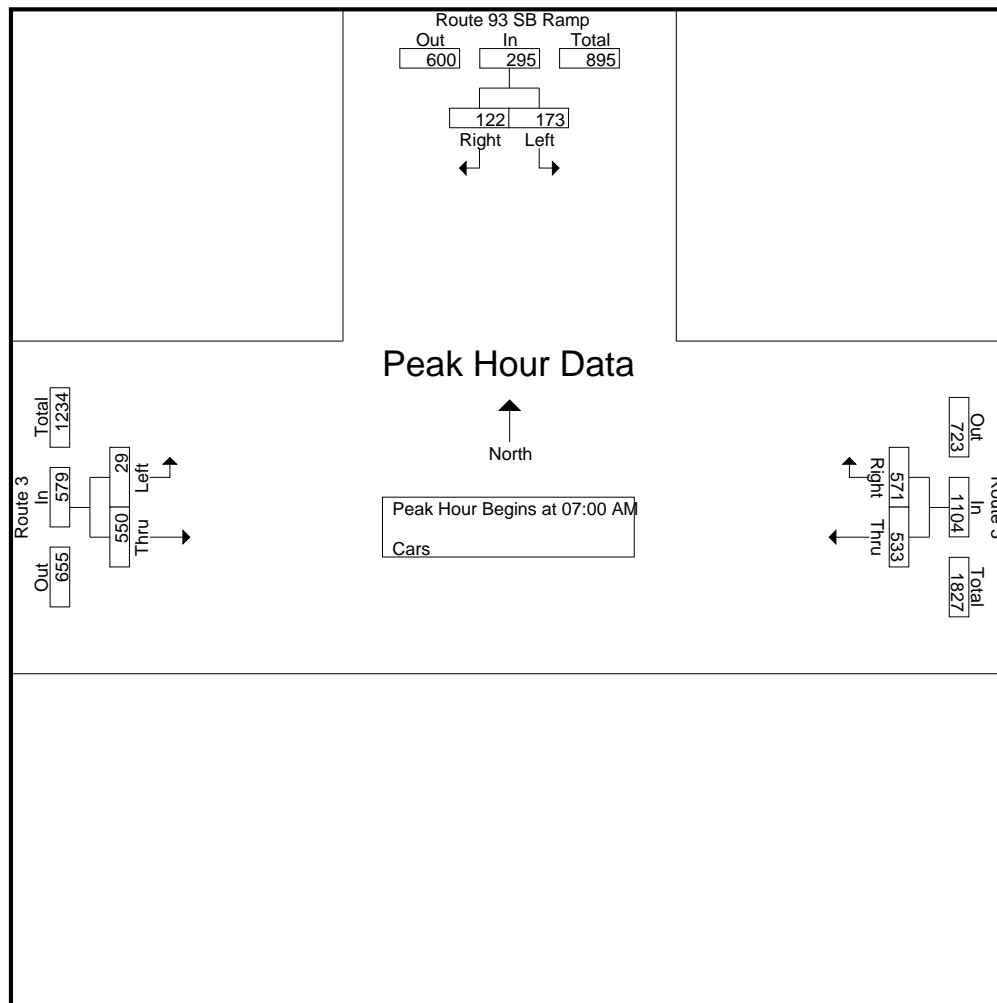 Route 93 SB Ramp
Out In Total
600 295 895
122 173
Right Left
Peak Hour Data
North
Peak Hour Begins at 07:00 AM
Cars
Route 3
Total In Out
1234 579 655
29 550
Left Thru
Right Thru
571 533
Out In Total
723 1104 1827